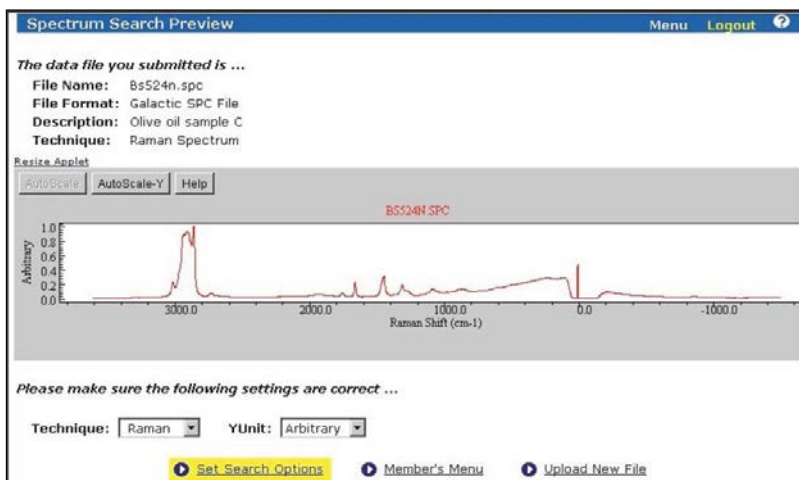 Spectrum Search Preview Menu Logout ?
The data file you submitted is ...
File Name: Bs524n.spc
File Format: Galactic SPC File
Description: Olive oil sample C
Technique: Raman Spectrum
Resize Applet
AutoScale AutoScale-Y Help
BS524N.SPC
1.0
0.8
0.6
0.4
0.2
0.0
Arbitrary
3000.0 2000.0 1000.0 0.0 -1000.0
Raman Shift (cm-1)
Please make sure the following settings are correct ...
Technique: Raman YUnit: Arbitrary
Set Search Options Member's Menu Upload New File